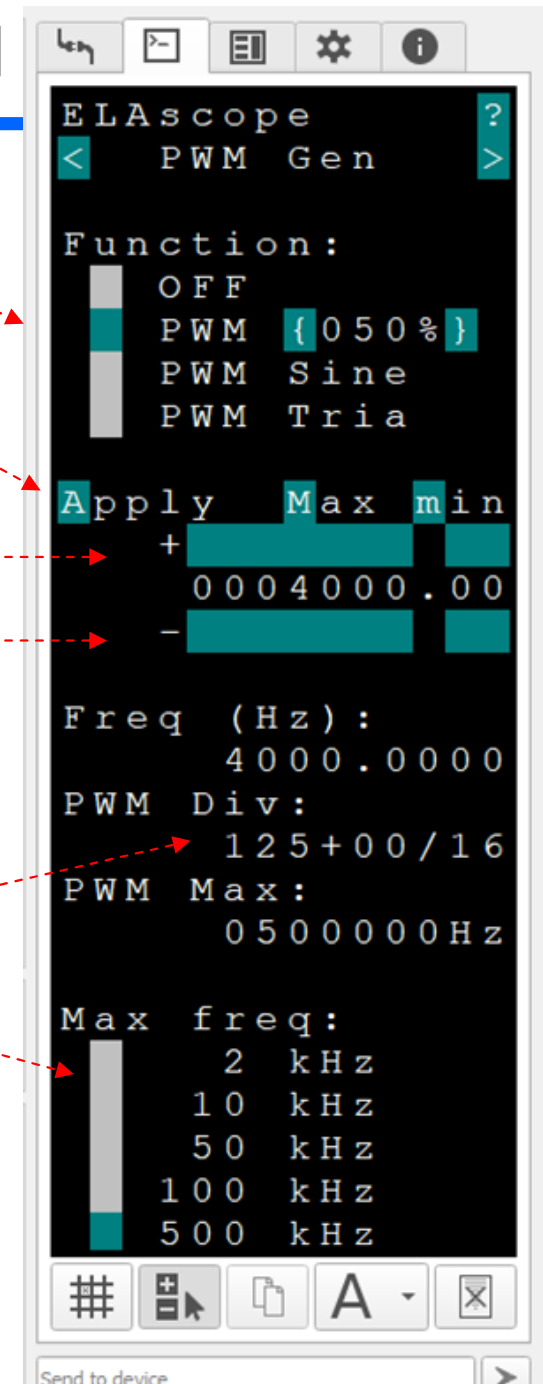 ELAscope ?
< PWM Gen >
Function:
OFF
PWM {050%}
PWM Sine
PWM Tria
Apply Max min
+
0004000.00
-
Freq (Hz):
4000.0000
PWM Div:
125+00/16
PWM Max:
0500000Hz
Max freq:
2 kHz
10 kHz
50 kHz
100 kHz
500 kHz
A
Send to device